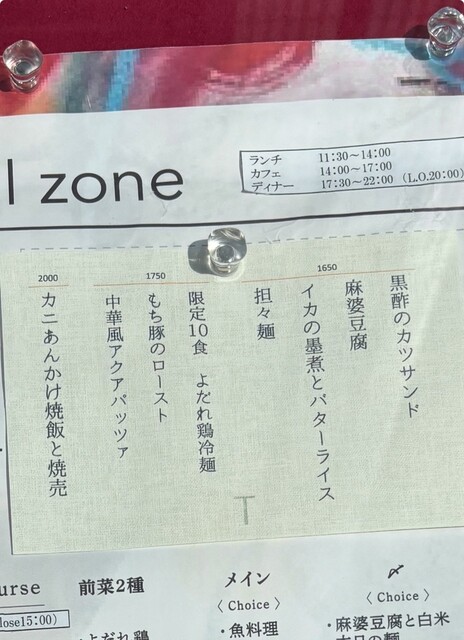 l zone
ランチ 11:30～14:00
カフェ 14:00～17:00
ディナー 17:30～22:00 (L.O.20:00)
1650
黒酢のカツサンド
麻婆豆腐
イカの墨煮とバターライス
担々麺
1750
限定10食 よだれ鶏冷麺
もち豚のロースト
中華風アクアパッツァ
2000
カニあんかけ焼飯と焼売
T
urse
lose15:00)
前菜2種
・よだれ鶏
メイン
〈 Choice 〉
・魚料理
〆
〈 Choice 〉
・麻婆豆腐と白米